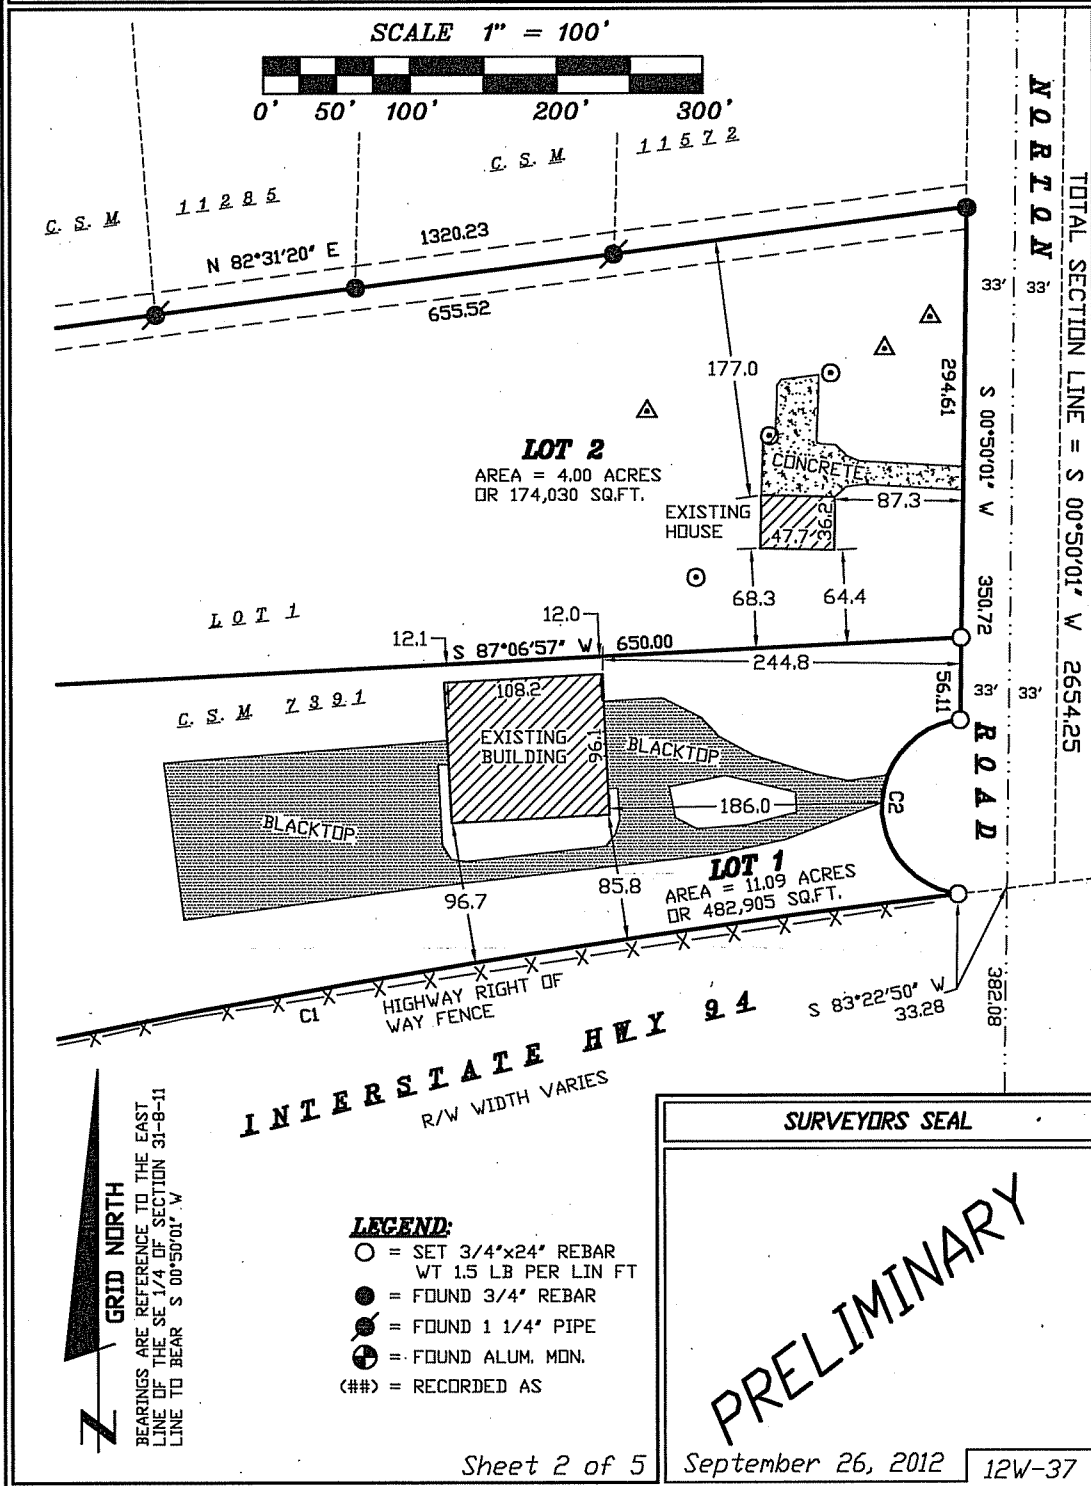 SCALE 1" = 100'
0' 50' 100' 200' 300'
NORTON
TOTAL SECTION LINE = S 00°50'01" W 2654.25
C. S. M. 11285
C. S. M. 11572
N 82°31'20" E
1320.23
655.52
33' 33'
177.0
294.61
S 00°50'01" W 350.72
LOT 2
AREA = 4.00 ACRES
OR 174,030 SQ.FT.
CONCRETE
EXISTING
HOUSE
87.3
47.7
36.2
68.3
64.4
LOT 1
12.0
12.1
S 87°06'57" W 650.00
244.8
56.11
33' 33'
C. S. M. 7391
108.2
EXISTING
BUILDING
96.1
BLACKTOP
ROAD
BLACKTOP
186.0
C2
LOT 1
AREA = 11.09 ACRES
OR 482,905 SQ.FT.
96.7
85.8
HIGHWAY RIGHT OF
WAY FENCE
C1
S 83°22'50" W
33.28
382.08
INTERSTATE HWY 94
R/W WIDTH VARIES
GRID NORTH
BEARINGS ARE REFERENCE TO THE EAST
LINE OF THE SE 1/4 OF SECTION 31-8-11
LINE TO BEAR S 00°50'01" W
N
LEGEND:
= SET 3/4"x24" REBAR
WT 1.5 LB PER LIN FT
= FOUND 3/4" REBAR
= FOUND 1 1/4" PIPE
= FOUND ALUM. MON.
(##) = RECORDED AS
SURVEYORS SEAL
PRELIMINARY
Sheet 2 of 5
September 26, 2012
12W-37